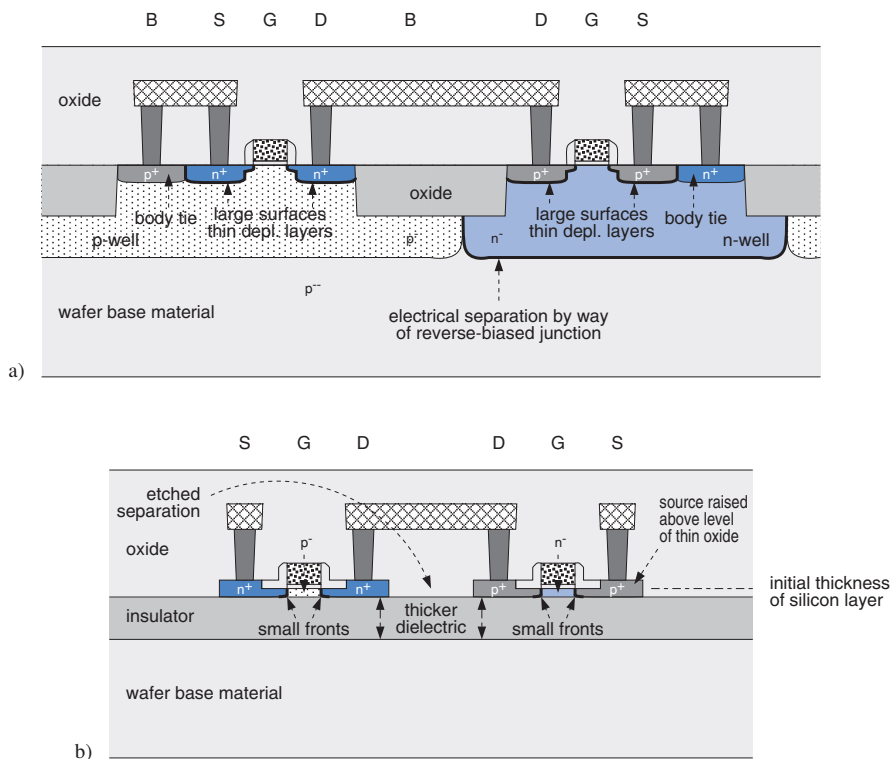 B S G D B D G S
oxide
p+ n+ n+ p+ p+ n+
oxide
body tie
large surfaces
thin depl. layers
large surfaces
thin depl. layers
body tie
p-well
p-
n-
n-well
p--
wafer base material
electrical separation by way
of reverse-biased junction
a)
S G D D G S
etched
separation
p-
n-
source raised
above level
of thin oxide
oxide
n+ n+ p+ p+
initial thickness
of silicon layer
insulator
small fronts
thicker
dielectric
small fronts
wafer base material
b)